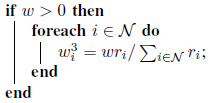 if w > 0 then
foreach i ∈ 𝒩 do
w_i^3 = wr_i / ∑_{i∈𝒩} r_i;
end
end